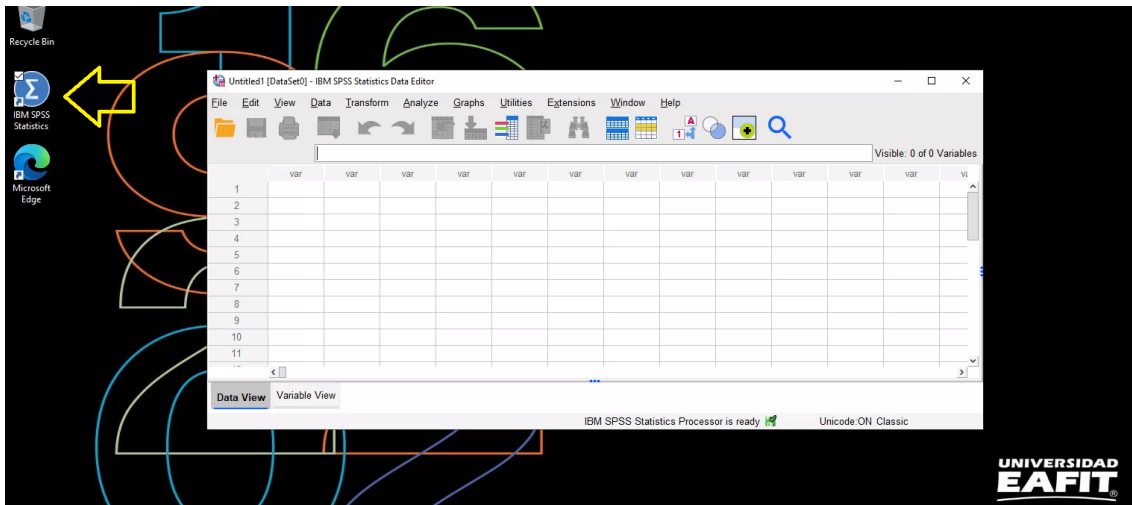 Recycle Bin
IBM SPSS
Statistics
Microsoft
Edge
Untitled1 [DataSet0] - IBM SPSS Statistics Data Editor
File Edit View Data Transform Analyze Graphs Utilities Extensions Window Help
Visible: 0 of 0 Variables
var var var var var var var var var var var var va
1
2
3
4
5
6
7
8
9
10
11
Data View Variable View
IBM SPSS Statistics Processor is ready Unicode:ON Classic
UNIVERSIDAD
EAFIT®